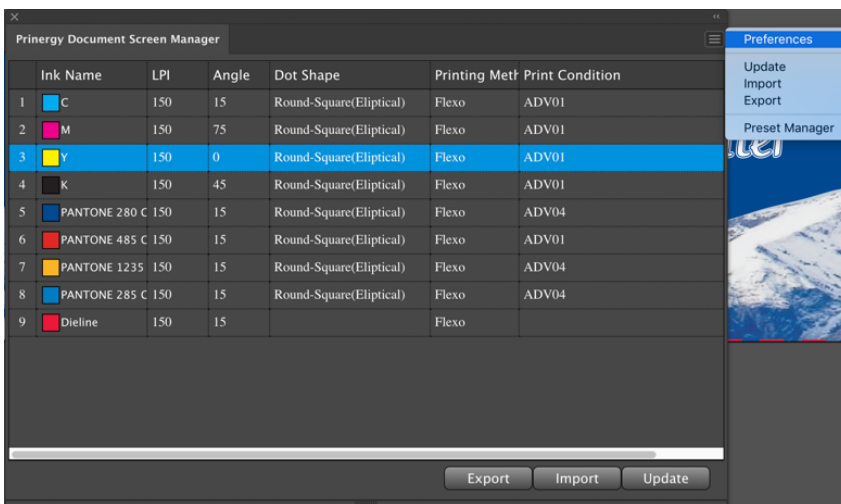 Prinergy Document Screen Manager
Ink Name LPI Angle Dot Shape Printing Meth Print Condition
1 C 150 15 Round-Square(Eliptical) Flexo ADV01
2 M 150 75 Round-Square(Eliptical) Flexo ADV01
3 Y 150 0 Round-Square(Eliptical) Flexo ADV01
4 K 150 45 Round-Square(Eliptical) Flexo ADV01
5 PANTONE 280 C 150 15 Round-Square(Eliptical) Flexo ADV04
6 PANTONE 485 C 150 15 Round-Square(Eliptical) Flexo ADV01
7 PANTONE 1235 150 15 Round-Square(Eliptical) Flexo ADV04
8 PANTONE 285 C 150 15 Round-Square(Eliptical) Flexo ADV04
9 Dieline 150 15 Flexo
Export Import Update
Preferences
Update
Import
Export
Preset Manager